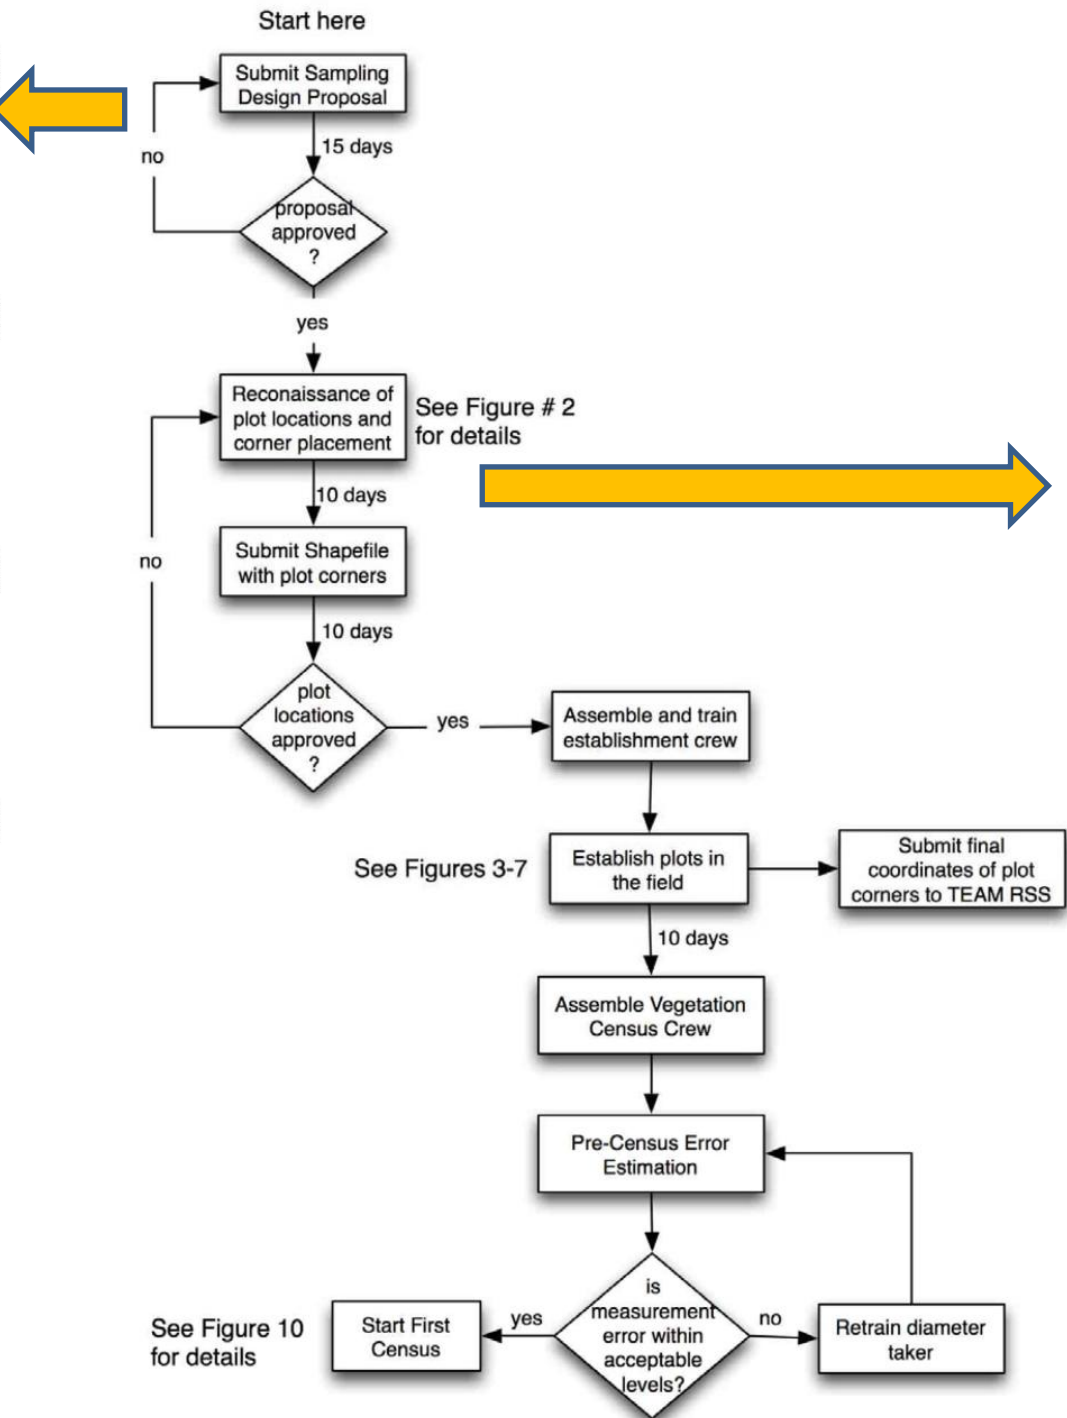 Start here
Submit Sampling
Design Proposal
15 days
no
proposal
approved
?
yes
Reconaissance of
plot locations and
corner placement
See Figure # 2
for details
10 days
Submit Shapefile
with plot corners
no
10 days
plot
locations
approved
?
yes
Assemble and train
establishment crew
See Figures 3-7
Establish plots in
the field
Submit final
coordinates of plot
corners to TEAM RSS
10 days
Assemble Vegetation
Census Crew
Pre-Census Error
Estimation
is
measurement
error within
acceptable
levels?
yes
no
See Figure 10
for details
Start First
Census
Retrain diameter
taker